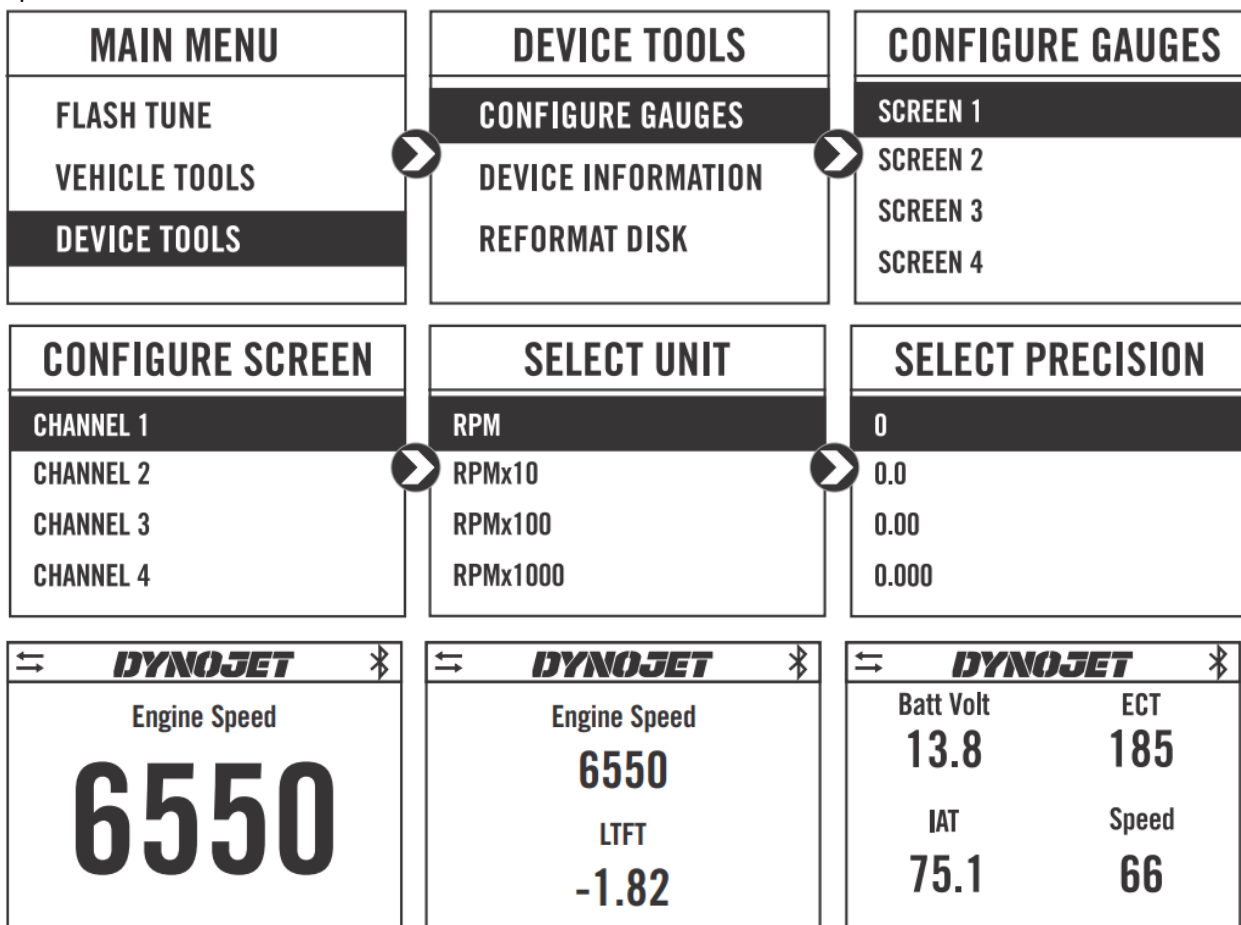 MAIN MENU
FLASH TUNE
VEHICLE TOOLS
DEVICE TOOLS
DEVICE TOOLS
CONFIGURE GAUGES
DEVICE INFORMATION
REFORMAT DISK
CONFIGURE GAUGES
SCREEN 1
SCREEN 2
SCREEN 3
SCREEN 4
CONFIGURE SCREEN
CHANNEL 1
CHANNEL 2
CHANNEL 3
CHANNEL 4
SELECT UNIT
RPM
RPMx10
RPMx100
RPMx1000
SELECT PRECISION
0
0.0
0.00
0.000
DYNOJET
Engine Speed
6550
DYNOJET
Engine Speed
6550
LTFT
-1.82
DYNOJET
Batt Volt ECT
13.8 185
IAT Speed
75.1 66